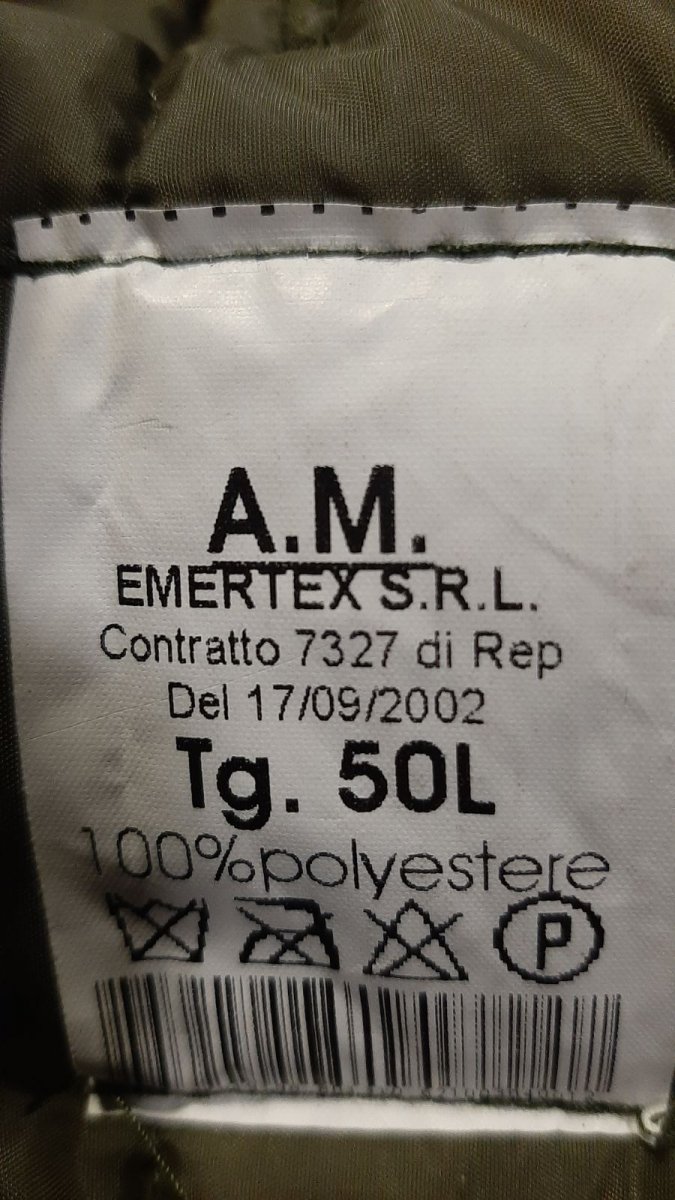 A.M.
EMERTEX S.R.L.
Contratto 7327 di Rep
Del 17/09/2002
Tg. 50L
100%polyestere
P